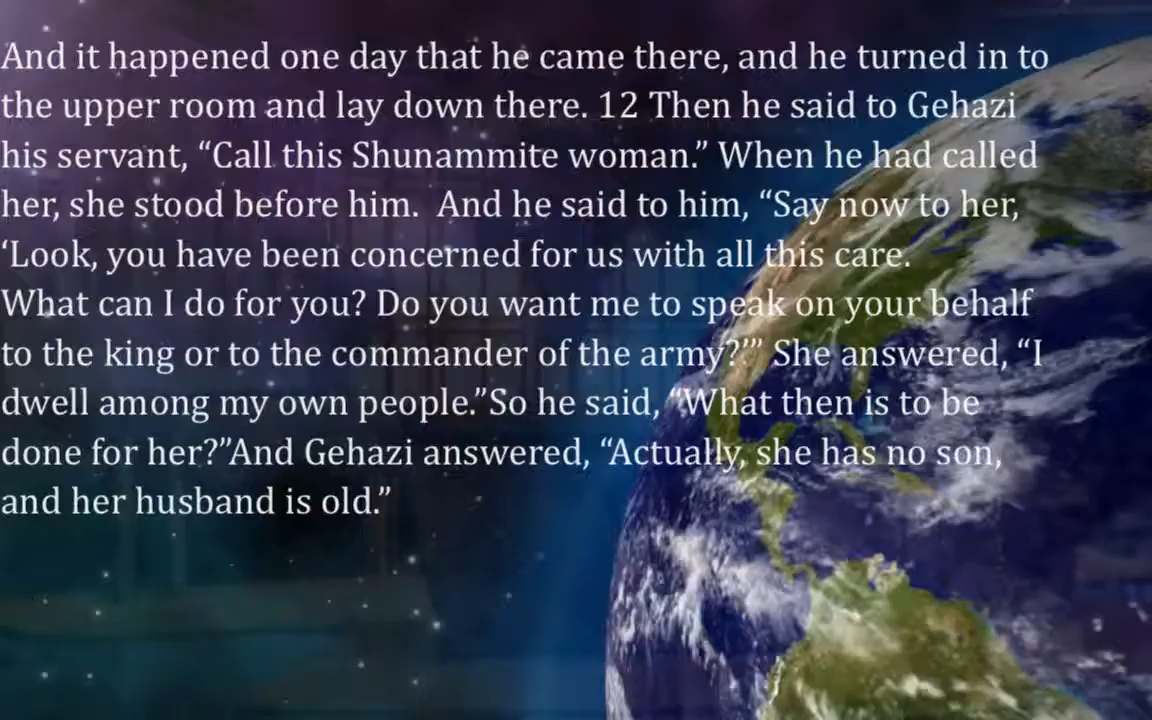 And it happened one day that he came there, and he turned in to
the upper room and lay down there. 12 Then he said to Gehazi
his servant, “Call this Shunammite woman.” When he had called
her, she stood before him.  And he said to him, “Say now to her,
‘Look, you have been concerned for us with all this care.
What can I do for you? Do you want me to speak on your behalf
to the king or to the commander of the army?’” She answered, “I
dwell among my own people.”So he said, “What then is to be
done for her?”And Gehazi answered, “Actually, she has no son,
and her husband is old.”